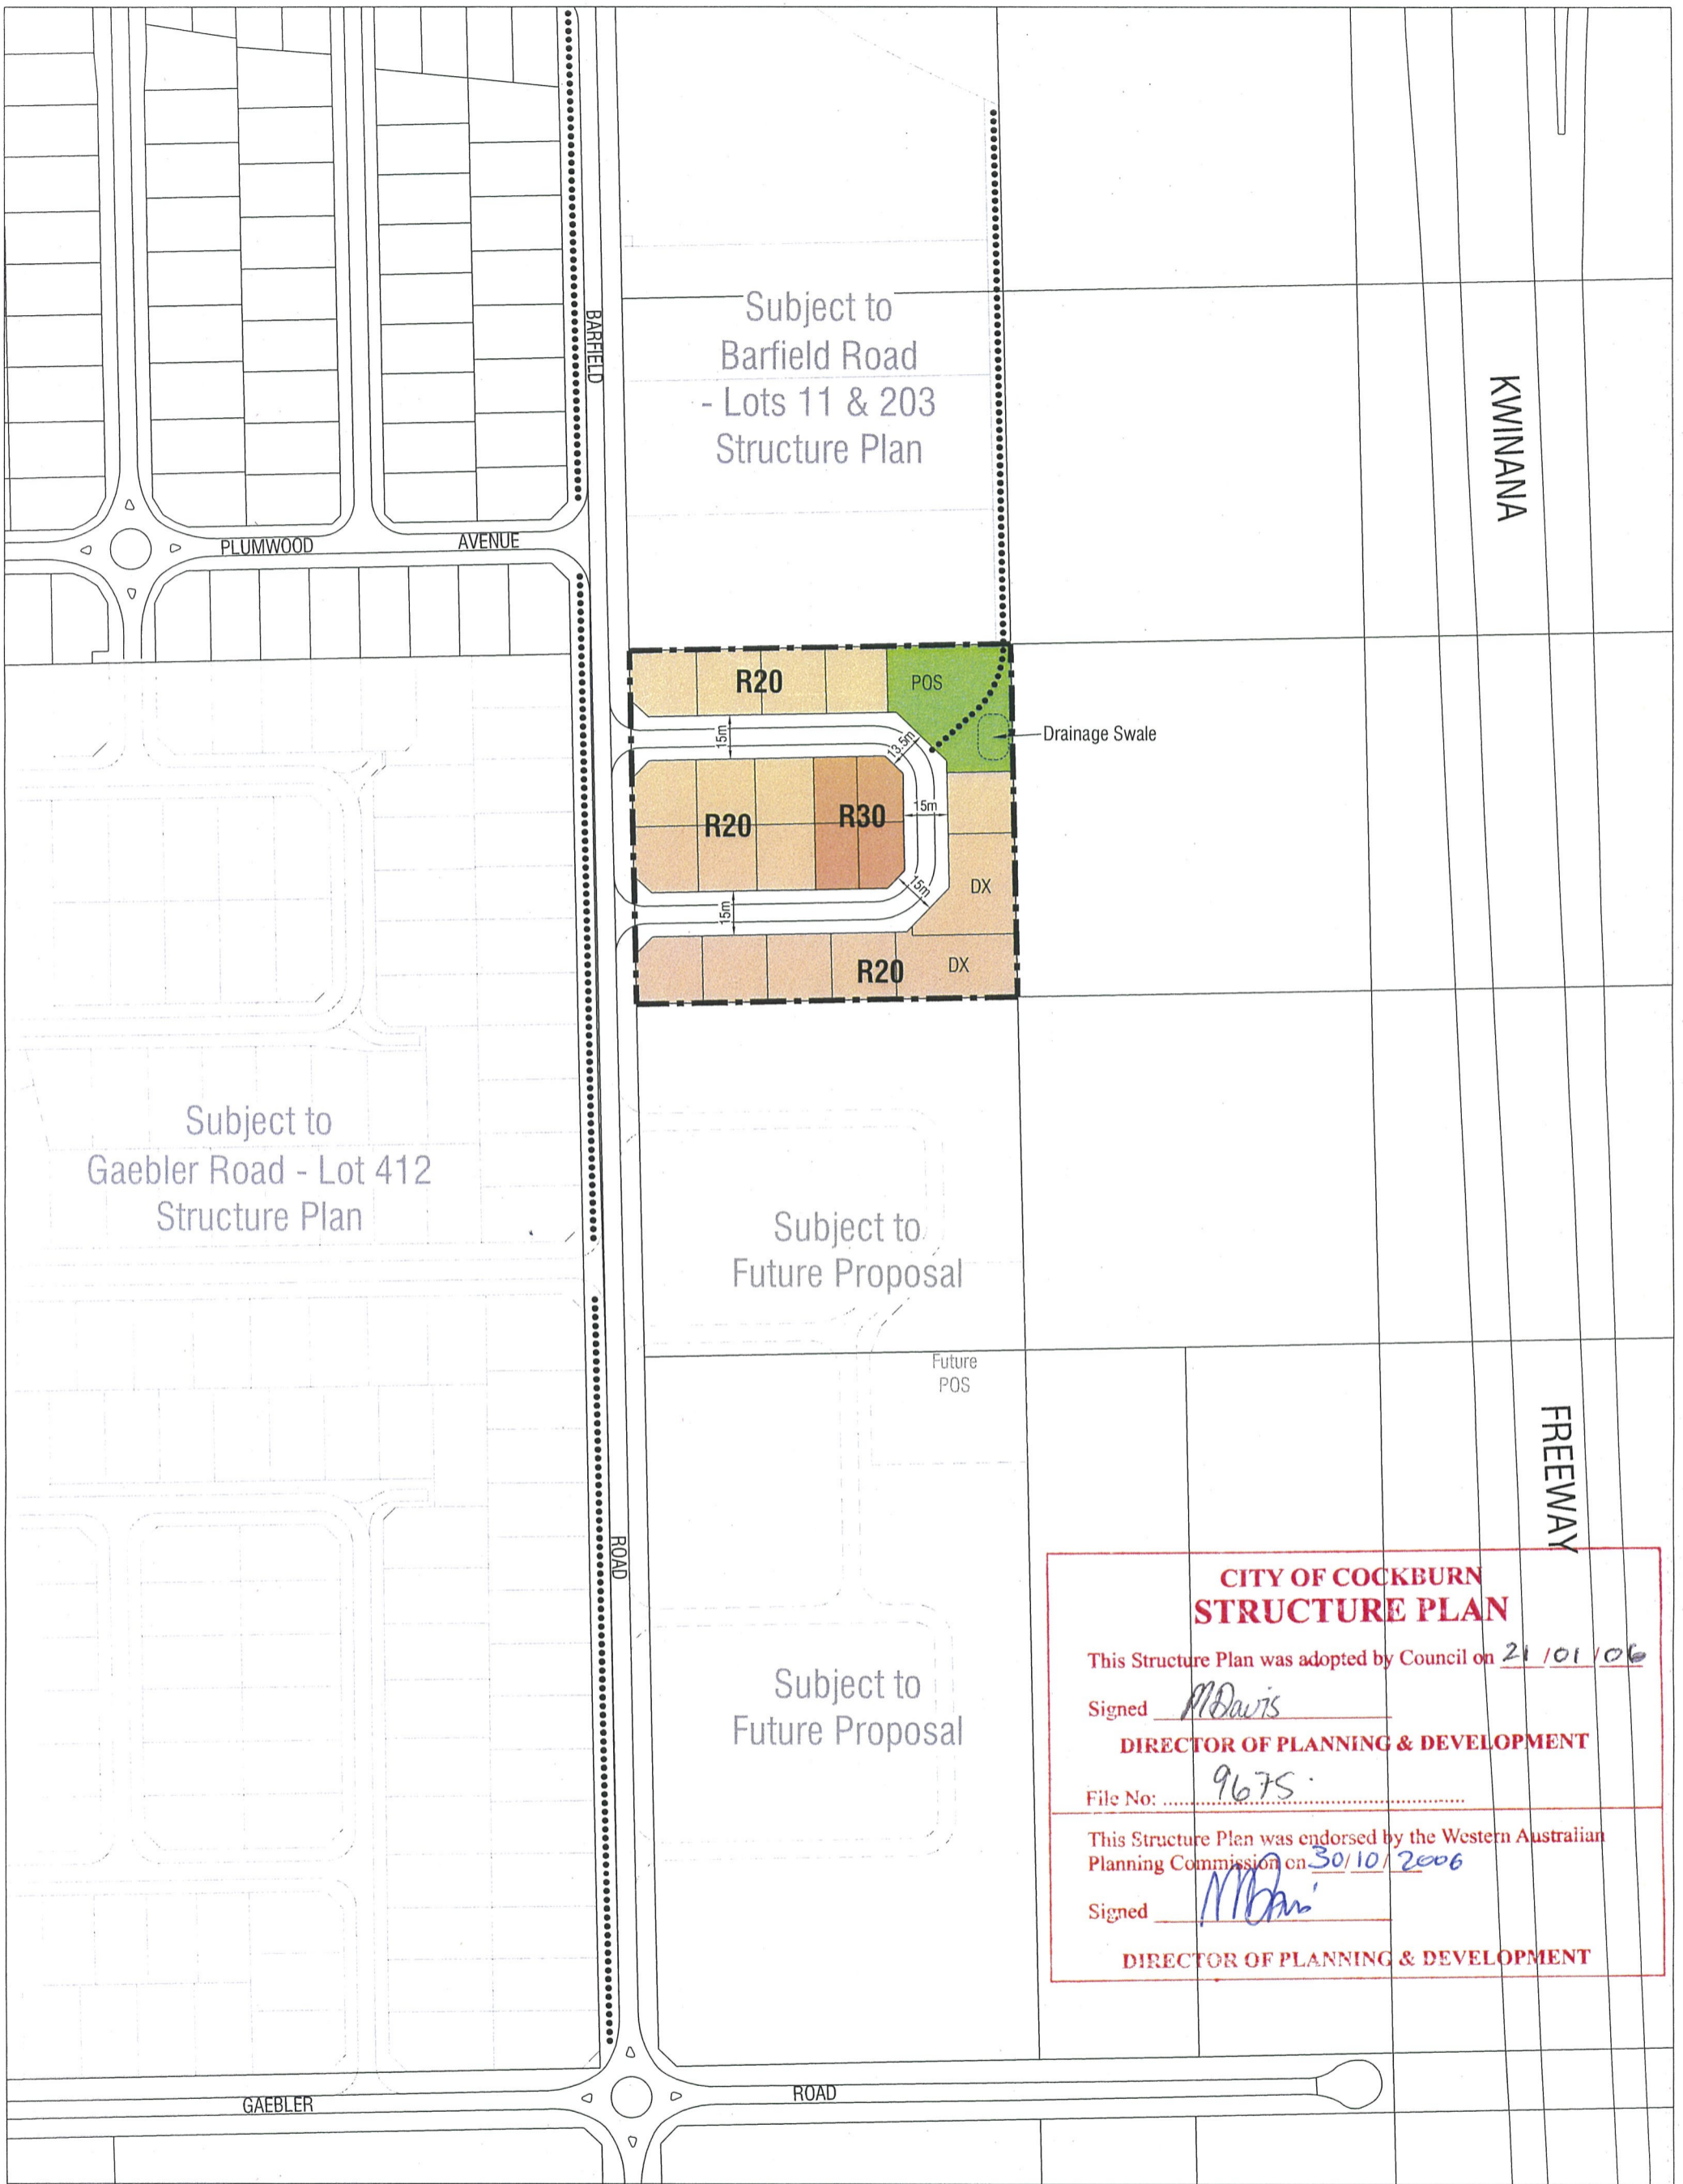 BARFIELD
Subject to
Barfield Road
- Lots 11 & 203
Structure Plan
KWINANA
PLUMWOOD AVENUE
R20
POS
15m
13.5m
Drainage Swale
R20
R30
15m
15m
DX
15m
R20
DX
Subject to
Gaebler Road - Lot 412
Structure Plan
Subject to
Future Proposal
Future
POS
FREEWAY
ROAD
Subject to
Future Proposal
CITY OF COCKBURN
STRUCTURE PLAN
This Structure Plan was adopted by Council on 21/01/06
Signed MDavis
DIRECTOR OF PLANNING & DEVELOPMENT
File No: 9675
This Structure Plan was endorsed by the Western Australian
Planning Commission on 30/10/2006
Signed
DIRECTOR OF PLANNING & DEVELOPMENT
GAEBLER ROAD